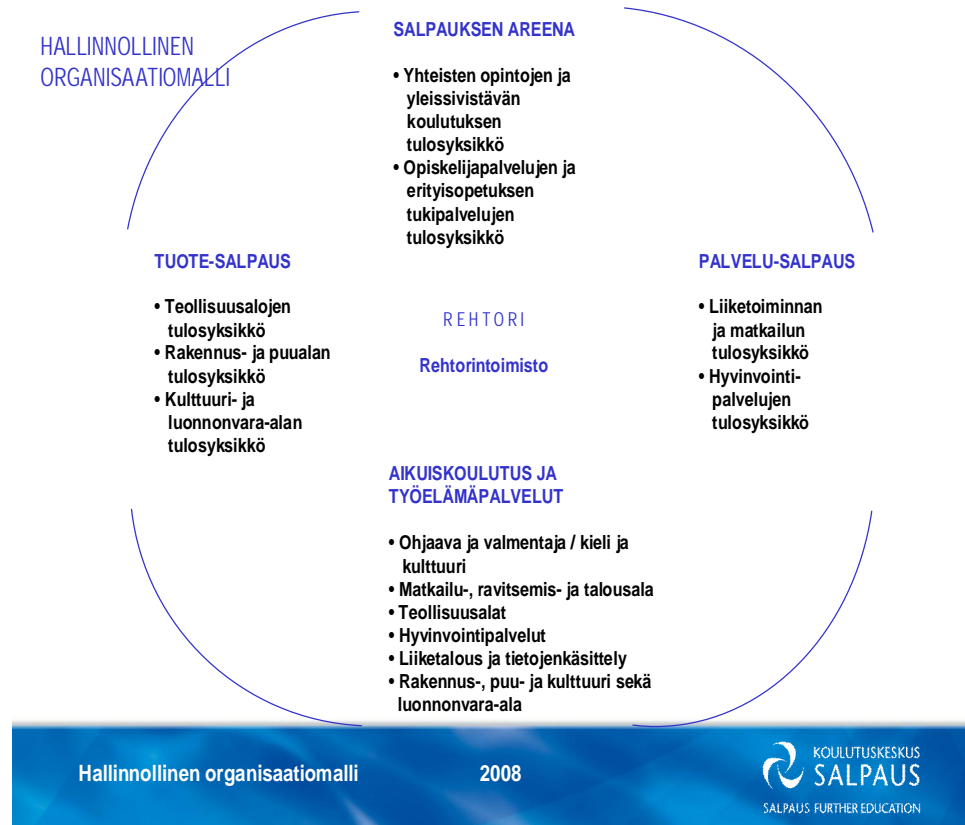 HALLINNOLLINEN
ORGANISAATIOMALLI
SALPAUKSEN AREENA
• Yhteisten opintojen ja
yleissivistävän
koulutuksen
tulosyksikkö
• Opiskelijapalvelujen ja
erityisopetuksen
tukipalvelujen
tulosyksikkö
TUOTE-SALPAUS
• Teollisuusalojen
tulosyksikkö
• Rakennus- ja puualan
tulosyksikkö
• Kulttuuri- ja
luonnonvara-alan
tulosyksikkö
REHTORI
Rehtorintoimisto
PALVELU-SALPAUS
• Liiketoiminnan
ja matkailun
tulosyksikkö
• Hyvinvointi-
palvelujen
tulosyksikkö
AIKUISKOULUTUS JA
TYÖELÄMÄPALVELUT
• Ohjaava ja valmentaja / kieli ja
kulttuuri
• Matkailu-, ravitsemis- ja talousala
• Teollisuusalat
• Hyvinvointipalvelut
• Liiketalous ja tietojenkäsittely
• Rakennus-, puu- ja kulttuuri sekä
luonnonvara-ala
Hallinnollinen organisaatiomalli 2008
KOULUTUSKESKUS
SALPAUS
SALPAUS FURTHER EDUCATION